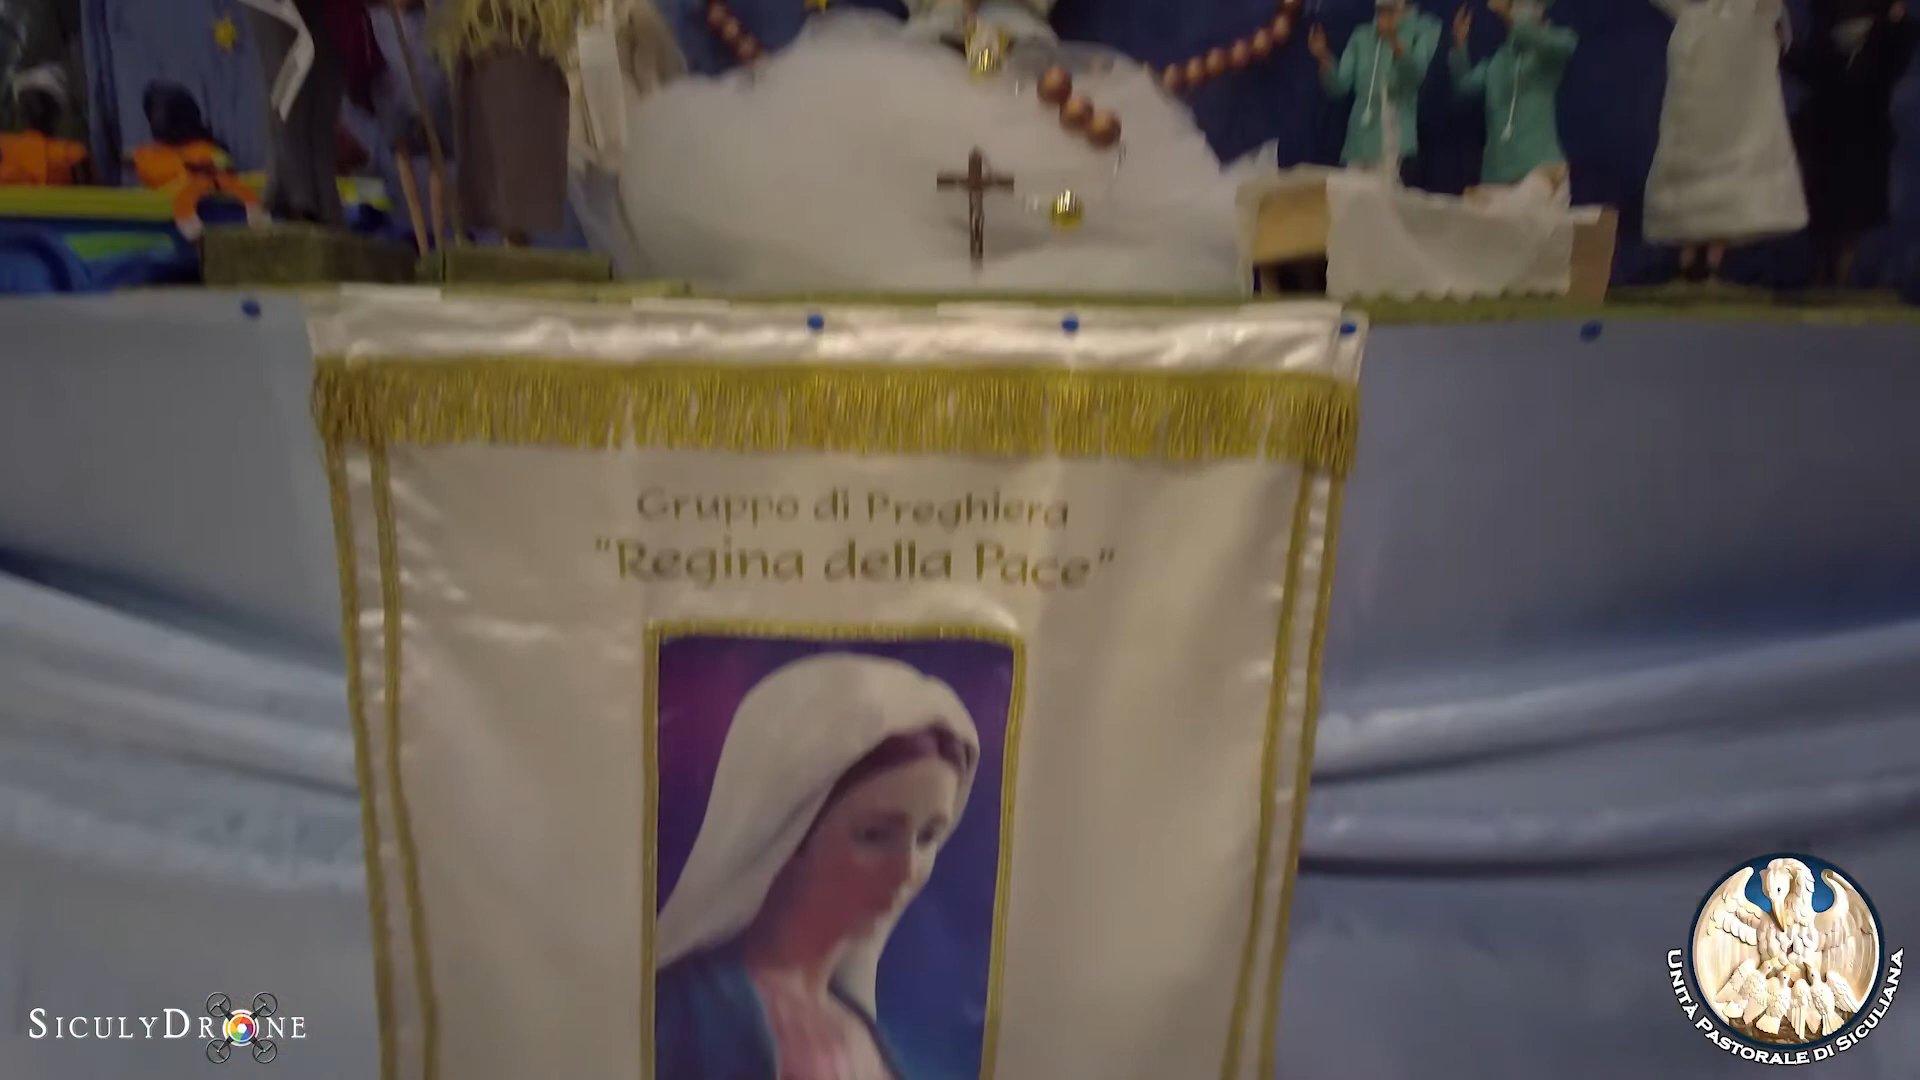 Gruppo di Preghiera
"Regina della Pace"
SICULYDRONE
UNITÀ PASTORALE DI SICULIANA